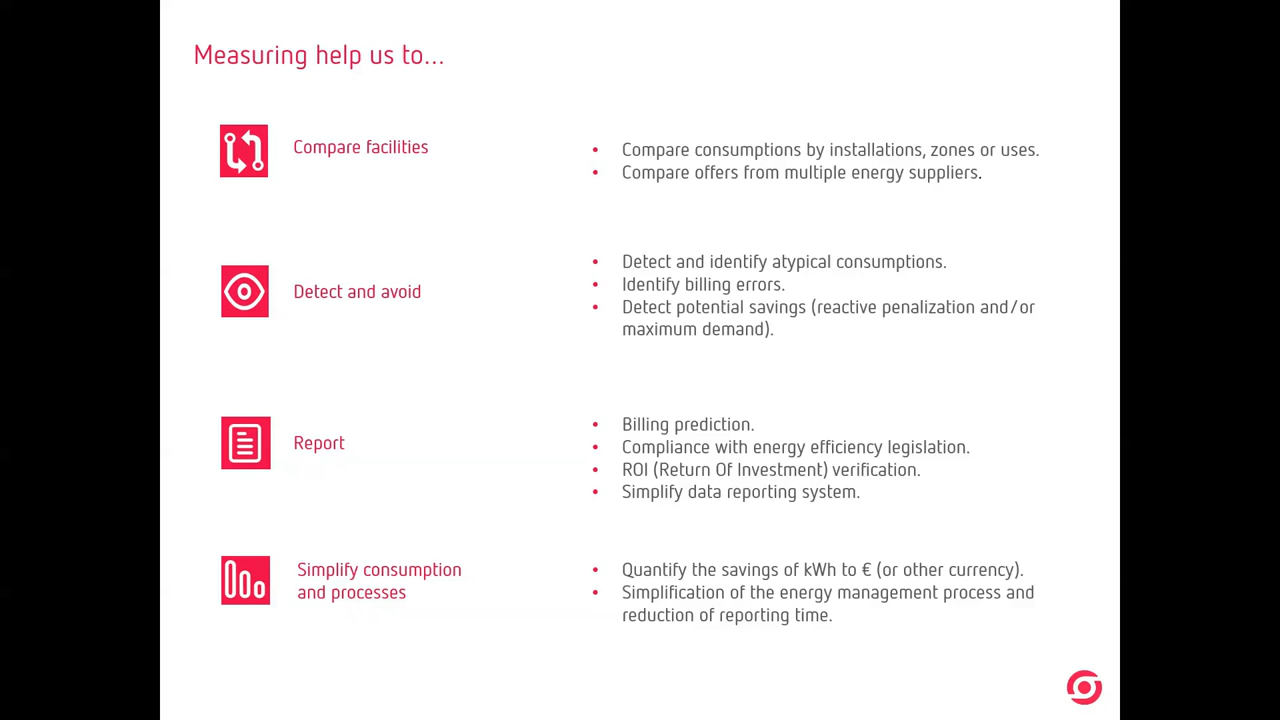 Measuring help us to...
Compare facilities
• Compare consumptions by installations, zones or uses.
• Compare offers from multiple energy suppliers.
Detect and avoid
• Detect and identify atypical consumptions.
• Identify billing errors.
• Detect potential savings (reactive penalization and/or
maximum demand).
Report
• Billing prediction.
• Compliance with energy efficiency legislation.
• ROI (Return Of Investment) verification.
• Simplify data reporting system.
Simplify consumption
and processes
• Quantify the savings of kWh to € (or other currency).
• Simplification of the energy management process and
reduction of reporting time.